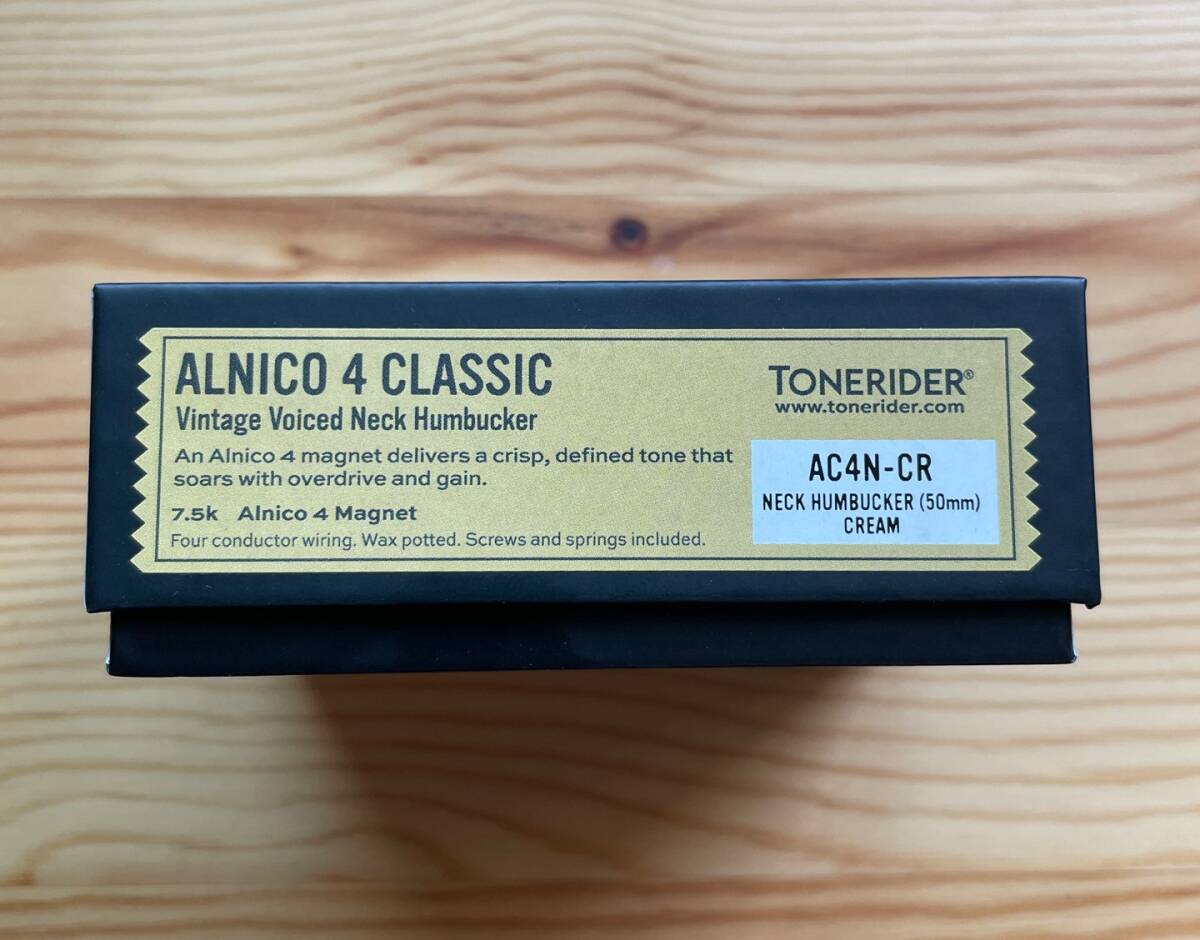 ALNICO 4 CLASSIC
Vintage Voiced Neck Humbucker
An Alnico 4 magnet delivers a crisp, defined tone that
soars with overdrive and gain.
7.5k Alnico 4 Magnet
Four conductor wiring. Wax potted. Screws and springs included.
TONERIDER®
www.tonerider.com
AC4N-CR
NECK HUMBUCKER (50mm)
CREAM